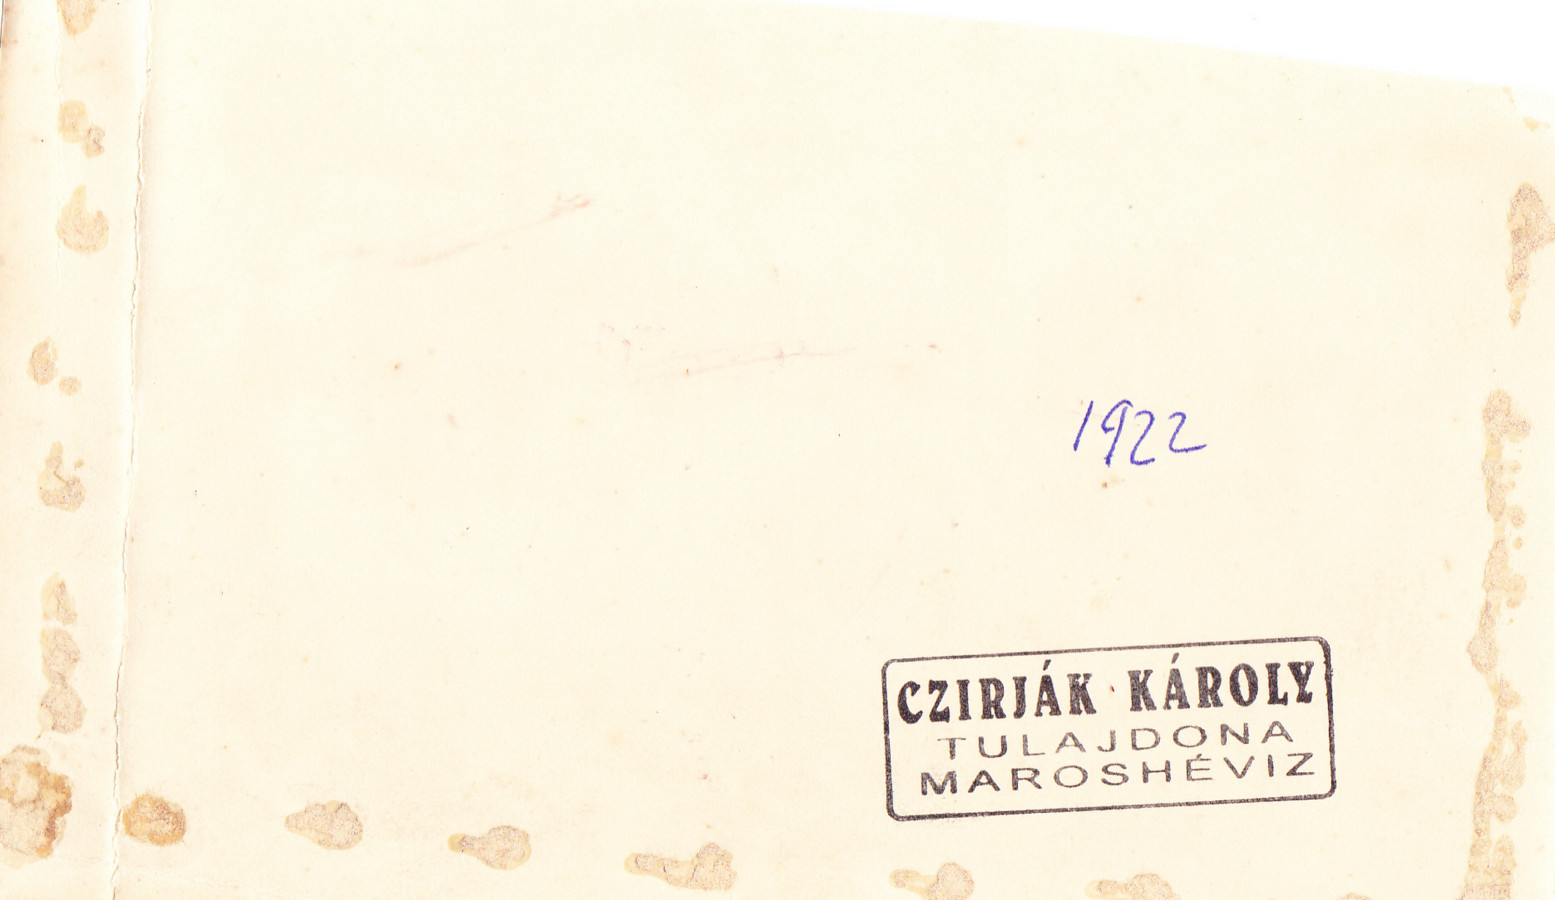 1922
CZIRJÁK KÁROLY
TULAJDONA
MAROSHÉVIZ